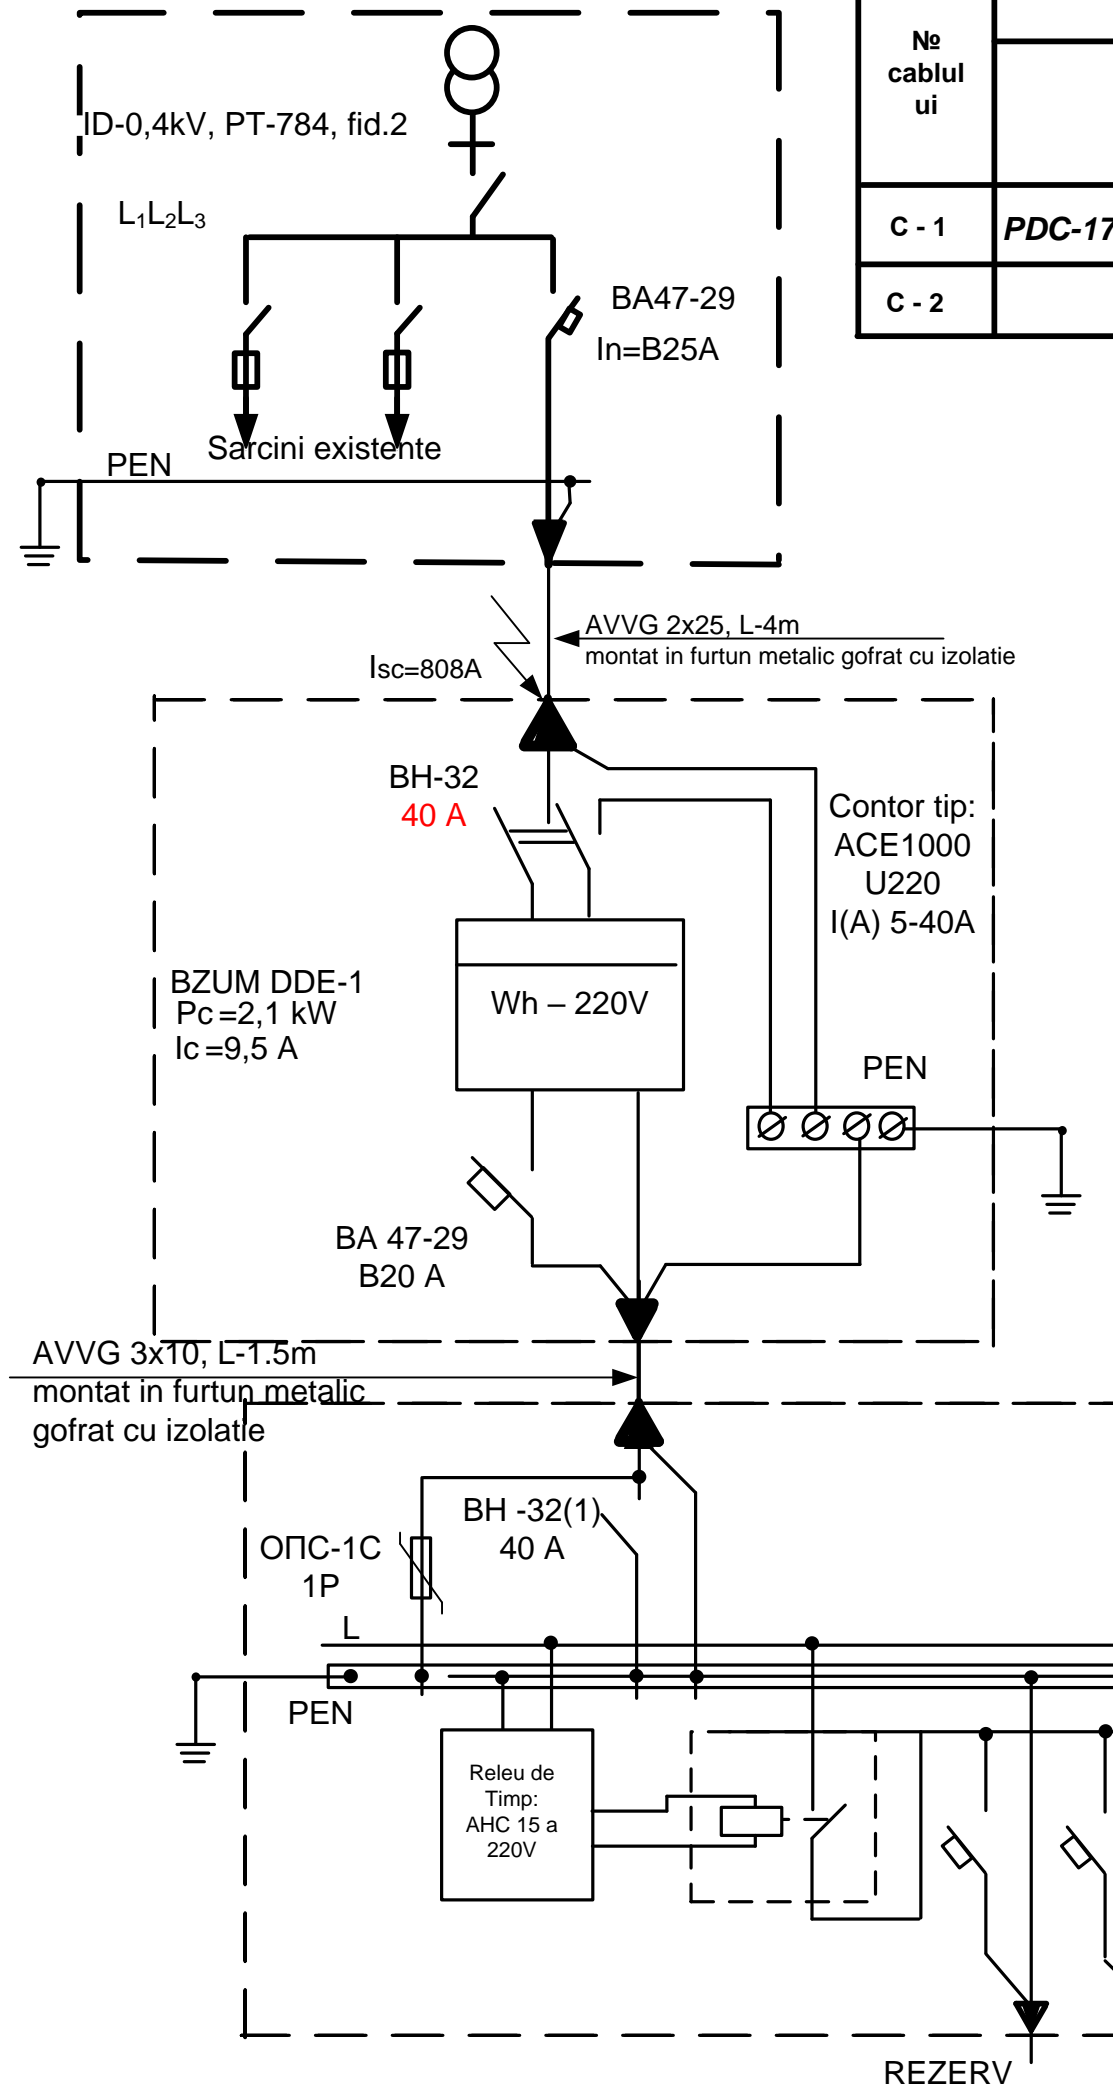 №
cablul
ui
ID-0,4kV, PT-784, fid.2
L1L2L3
C - 1
PDC-17
C - 2
BA47-29
In=B25A
Sarcini existente
PEN
AVVG 2x25, L-4m
montat in furtun metalic gofrat cu izolatie
Isc=808A
BH-32
40 A
Contor tip:
ACE1000
U220
I(A) 5-40A
BZUM DDE-1
Pc =2,1 kW
Ic =9,5 A
Wh – 220V
PEN
BA 47-29
B20 A
AVVG 3x10, L-1.5m
montat in furtun metalic
gofrat cu izolatie
BH -32(1)
40 A
ОПС-1С
1P
L
PEN
Releu de
Timp:
AHC 15 a
220V
REZERV